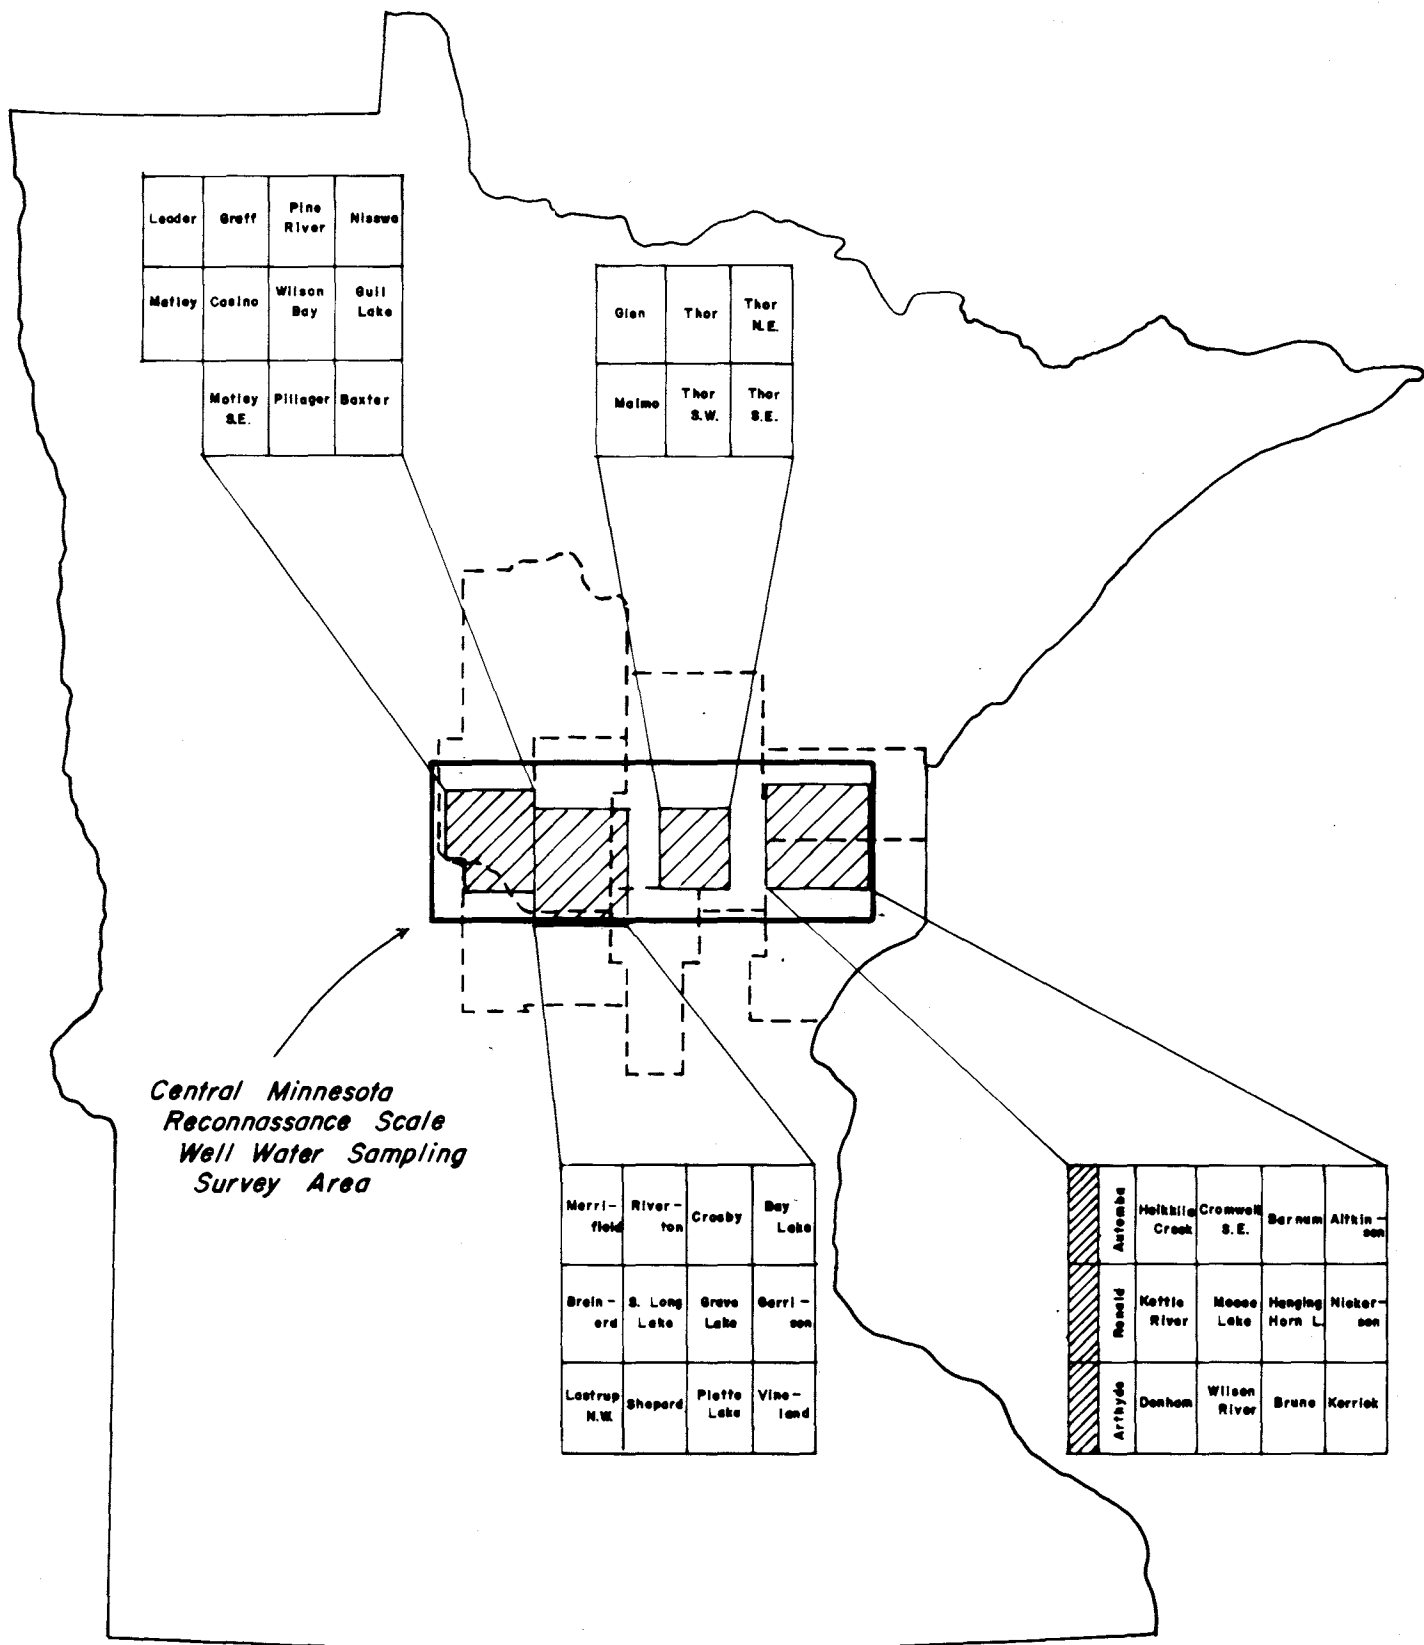 Leader
Graff
Pine
River
Nisswa
Motley
Casino
Wilson
Bay
Gull
Lake
Motley
S.E.
Pillager
Baxter
Glen
Thor
Thor
N.E.
Malmo
Thor
S.W.
Thor
S.E.
Central Minnesota
Reconnassance Scale
Well Water Sampling
Survey Area
Merri-
field
River-
ton
Crosby
Bay
Lake
Brain-
erd
S. Long
Lake
Grave
Lake
Garri-
son
Lastrup
N.W.
Shepard
Platte
Lake
Vine-
land
Automba
Heikkila
Creek
Cromwell
S.E.
Barnum
Atkin-
son
Ronald
Kettle
River
Moose
Lake
Hanging
Horn L.
Nicker-
son
Arthyde
Denham
Wilson
River
Bruno
Kerrick